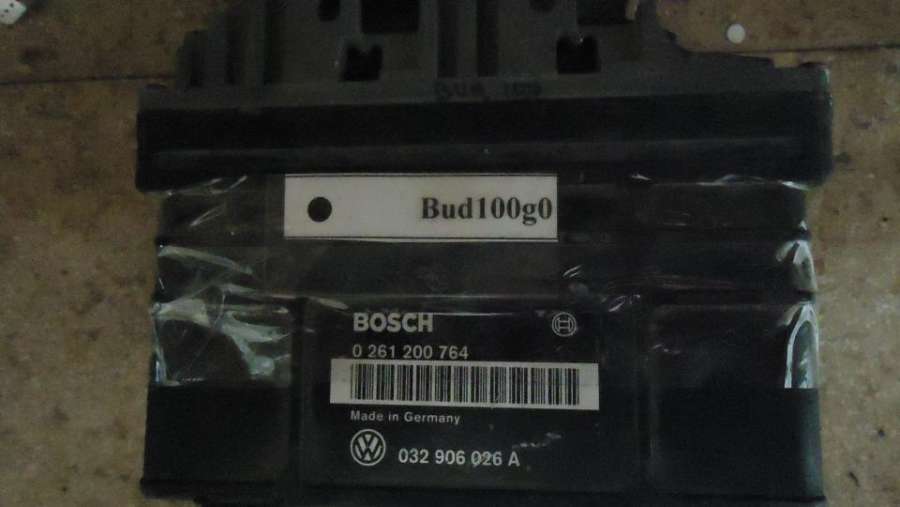 Bud100g0
BOSCH
0 261 200 764
Made in Germany
032 906 026 A